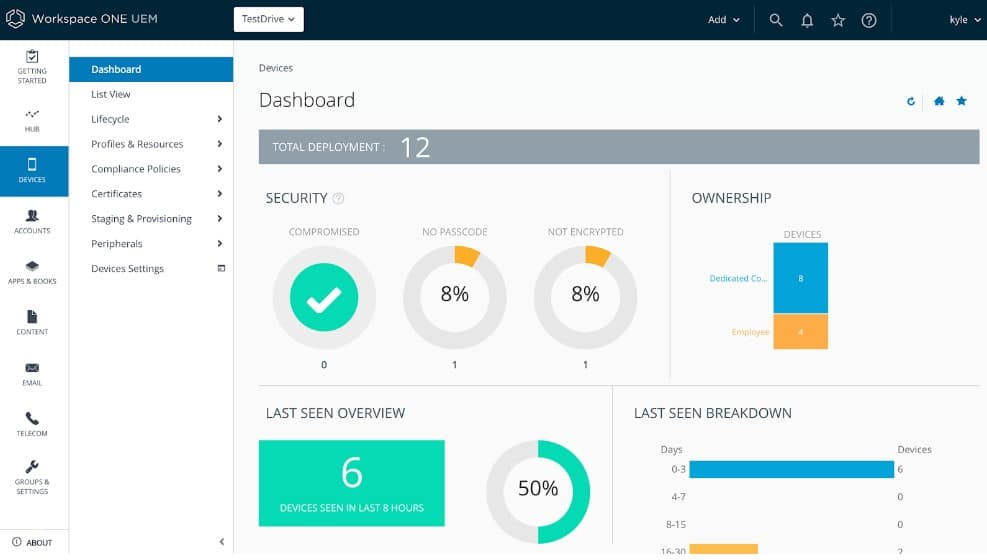 Workspace ONE UEM
TestDrive
Add
kyle
GETTING
STARTED
HUB
DEVICES
ACCOUNTS
APPS & BOOKS
CONTENT
EMAIL
TELECOM
GROUPS &
SETTINGS
ABOUT
Dashboard
List View
Lifecycle
Profiles & Resources
Compliance Policies
Certificates
Staging & Provisioning
Peripherals
Devices Settings
Devices
Dashboard
TOTAL DEPLOYMENT : 12
SECURITY
COMPROMISED
0
NO PASSCODE
8%
1
NOT ENCRYPTED
8%
1
OWNERSHIP
DEVICES
Dedicated Co... 8
Employee 4
LAST SEEN OVERVIEW
6
DEVICES SEEN IN LAST 8 HOURS
50%
LAST SEEN BREAKDOWN
Days Devices
0-3 6
4-7 0
8-15 0
16-30 2